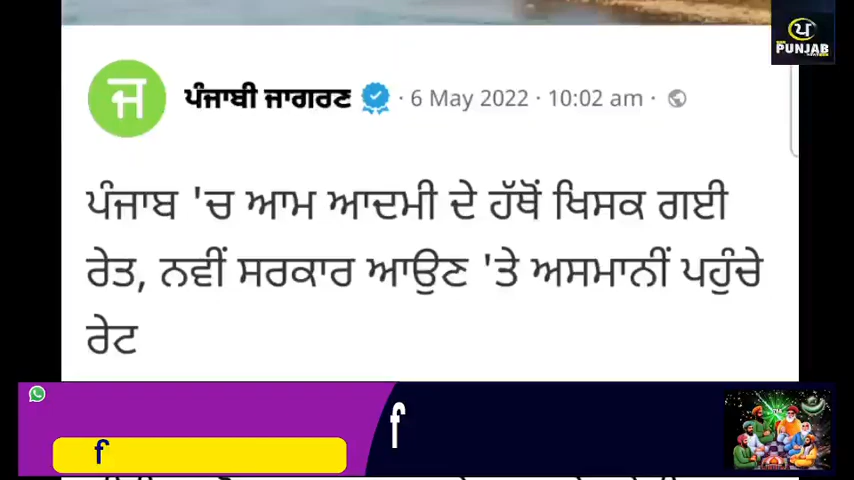 ਪ
PUNJAB
ਜ ਪੰਜਾਬੀ ਜਾਗਰਣ · 6 May 2022 · 10:02 am ·
ਪੰਜਾਬ 'ਚ ਆਮ ਆਦਮੀ ਦੇ ਹੱਥੋਂ ਖਿਸਕ ਗਈ
ਰੇਤ, ਨਵੀਂ ਸਰਕਾਰ ਆਉਣ 'ਤੇ ਅਸਮਾਨੀਂ ਪਹੁੰਚੇ
ਰੇਟ
f
f